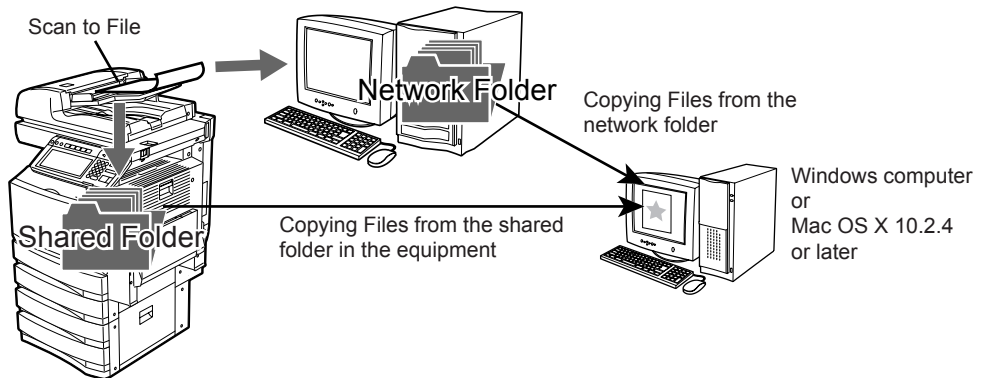 Scan to File
Network Folder
Copying Files from the
network folder
Windows computer
or
Mac OS X 10.2.4
or later
Shared Folder
Copying Files from the shared
folder in the equipment